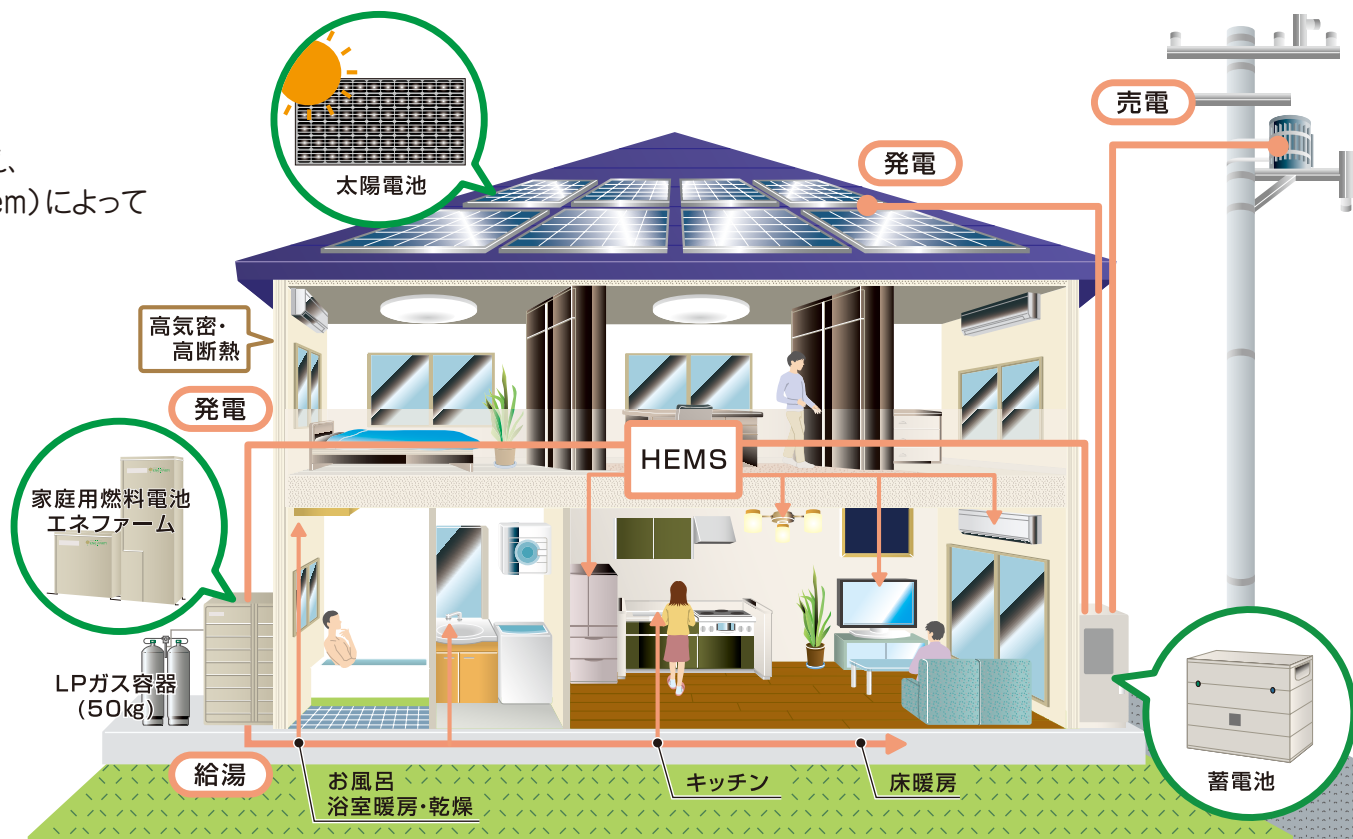 em)によって
太陽電池
売電
発電
高気密・
高断熱
発電
HEMS
家庭用燃料電池
エネファーム
LPガス容器
(50kg)
給湯
お風呂
浴室暖房・乾燥
キッチン
床暖房
蓄電池